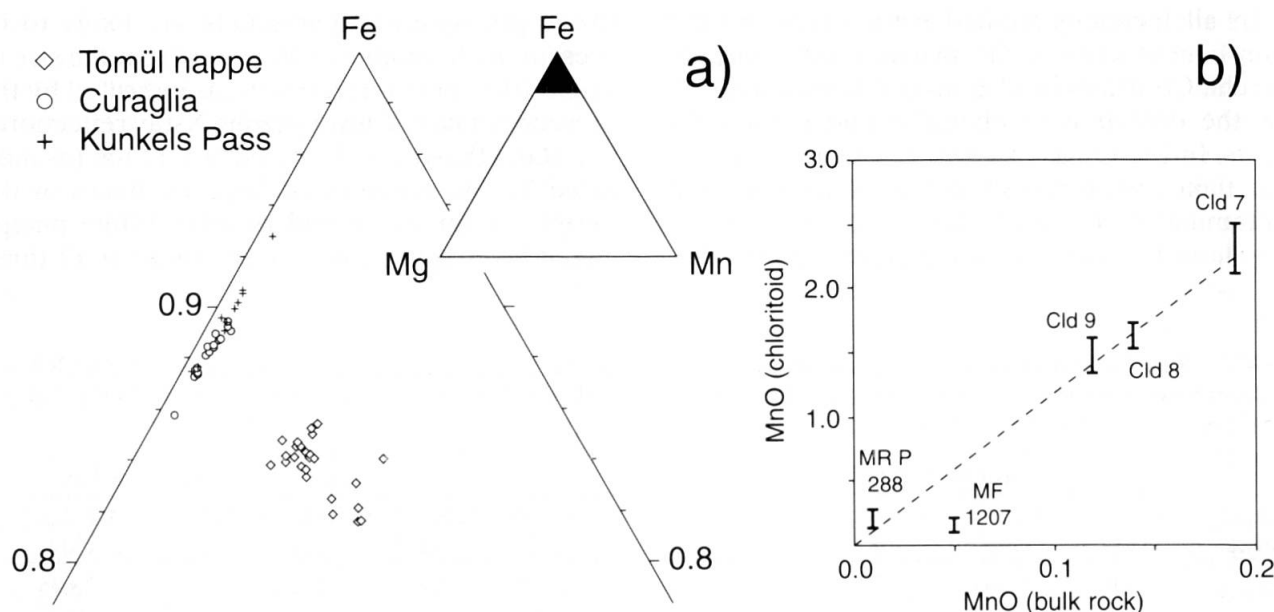 Tomül nappe
Curaglia
Kunkels Pass
Fe
Fe
a)
Mg
Mn
0.9
0.8
0.8
b)
3.0
2.0
1.0
MnO (chloritoid)
Cld 7
Cld 9
Cld 8
MR P
288
MF
1207
0.0
0.1
0.2
MnO (bulk rock)